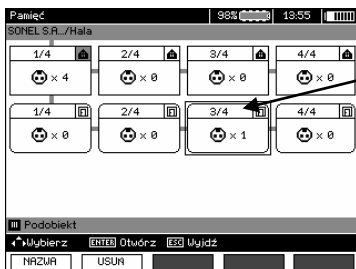 Pamięć 98% 13:55
SONEL S.A../Hala
1/4 2/4 3/4 4/4
× 4 × 0 × 0 × 0
1/4 2/4 3/4 4/4
× 0 × 0 × 1 × 0
Podobiekt
Wybierz ENTER Otwórz ESC Wyjdź
NAZWA USUŃ